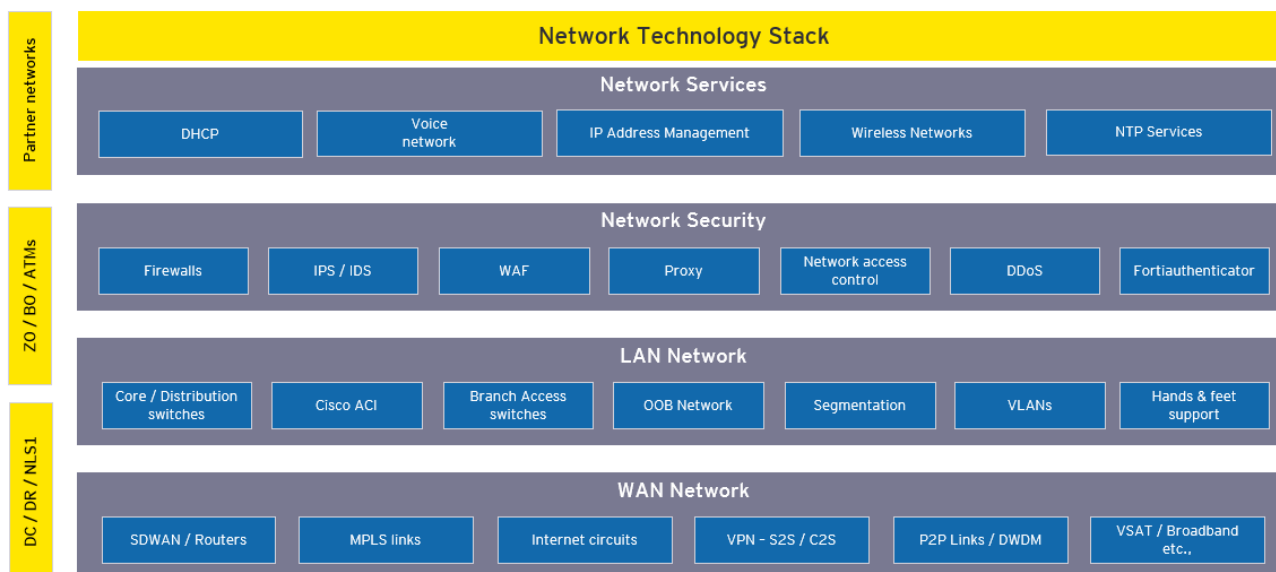 Partner networks
ZO / BO / ATMs
DC / DR / NLS1
Network Technology Stack
Network Services
DHCP
Voice
network
IP Address Management
Wireless Networks
NTP Services
Network Security
Firewalls
IPS / IDS
WAF
Proxy
Network access
control
DDoS
Fortiauthenticator
LAN Network
Core / Distribution
switches
Cisco ACI
Branch Access
switches
OOB Network
Segmentation
VLANs
Hands & feet
support
WAN Network
SDWAN / Routers
MPLS links
Internet circuits
VPN – S2S / C2S
P2P Links / DWDM
VSAT / Broadband
etc.,